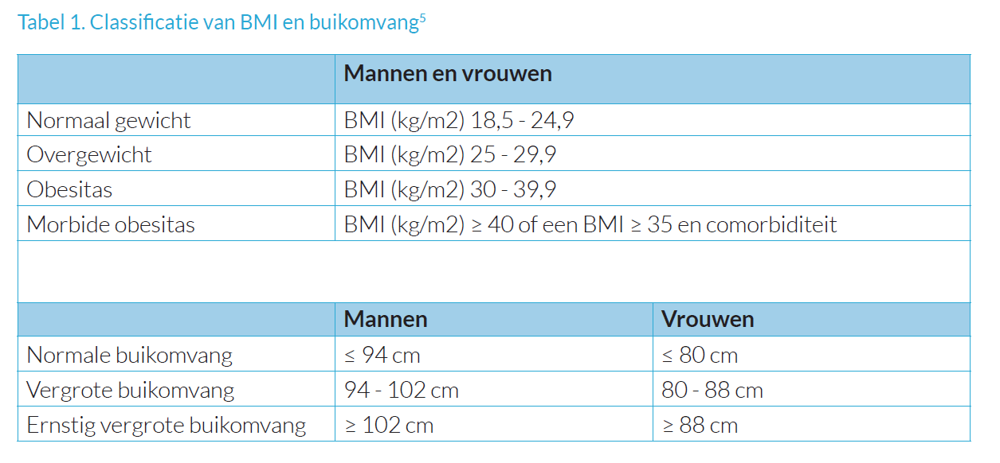 Tabel 1. Classificatie van BMI en buikomvang⁵
Mannen en vrouwen
Normaal gewicht BMI (kg/m2) 18,5 - 24,9
Overgewicht BMI (kg/m2) 25 - 29,9
Obesitas BMI (kg/m2) 30 - 39,9
Morbide obesitas BMI (kg/m2) ≥ 40 of een BMI ≥ 35 en comorbiditeit
Mannen Vrouwen
Normale buikomvang ≤ 94 cm ≤ 80 cm
Vergrote buikomvang 94 - 102 cm 80 - 88 cm
Ernstig vergrote buikomvang ≥ 102 cm ≥ 88 cm